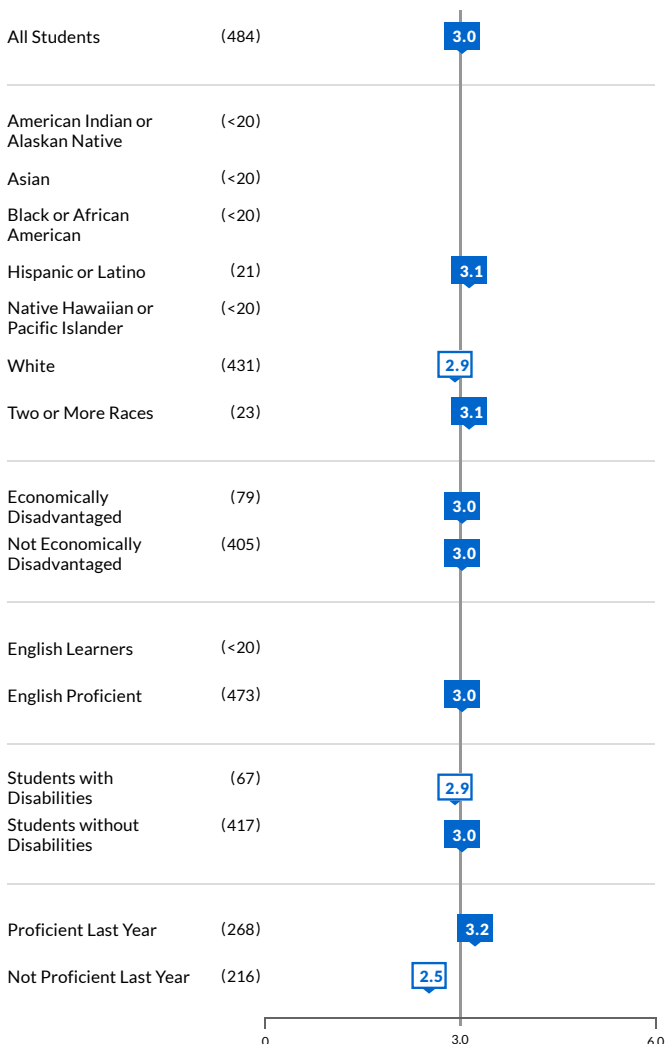 All Students (484) 3.0
American Indian or
Alaskan Native (<20)
Asian (<20)
Black or African
American (<20)
Hispanic or Latino (21) 3.1
Native Hawaiian or
Pacific Islander (<20)
White (431) 2.9
Two or More Races (23) 3.1
Economically
Disadvantaged (79) 3.0
Not Economically
Disadvantaged (405) 3.0
English Learners (<20)
English Proficient (473) 3.0
Students with
Disabilities (67) 2.9
Students without
Disabilities (417) 3.0
Proficient Last Year (268) 3.2
Not Proficient Last Year (216) 2.5
0 3.0 6.0